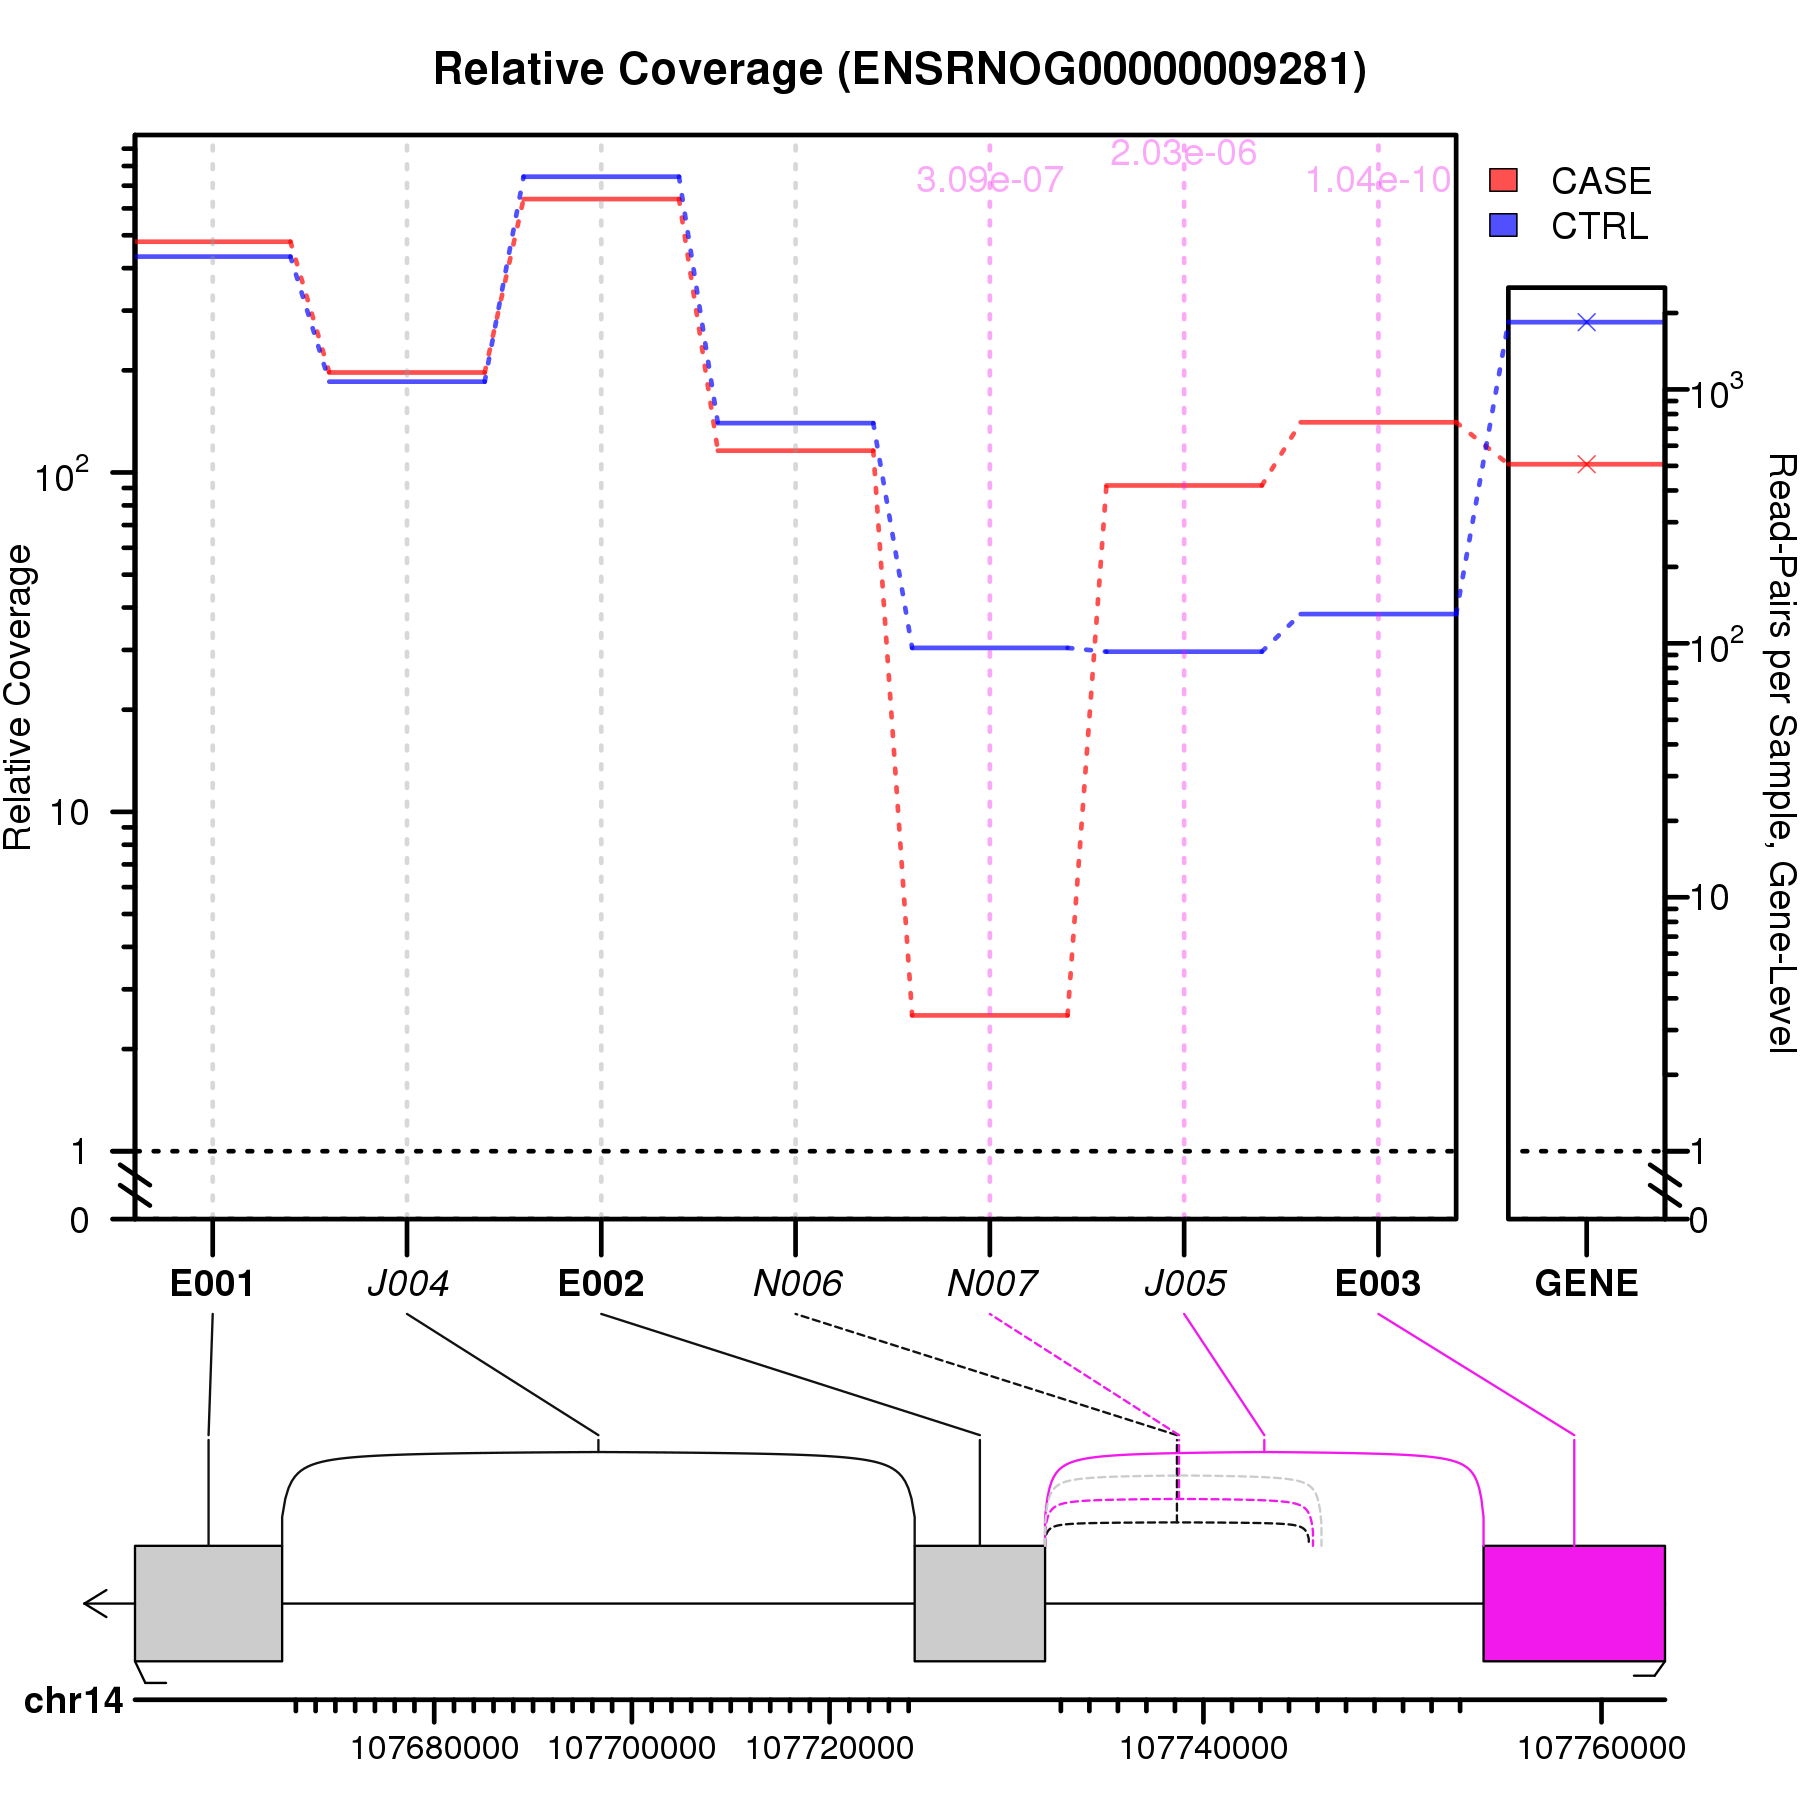 Relative Coverage (ENSRNOG00000009281)
3.09e-07
2.03e-06
1.04e-10
CASE
CTRL
Relative Coverage
10²
10
1
0
10³
10²
10
1
0
Read-Pairs per Sample, Gene-Level
E001 J004 E002 N006 N007 J005 E003 GENE
chr14
107680000 107700000 107720000 107740000 107760000